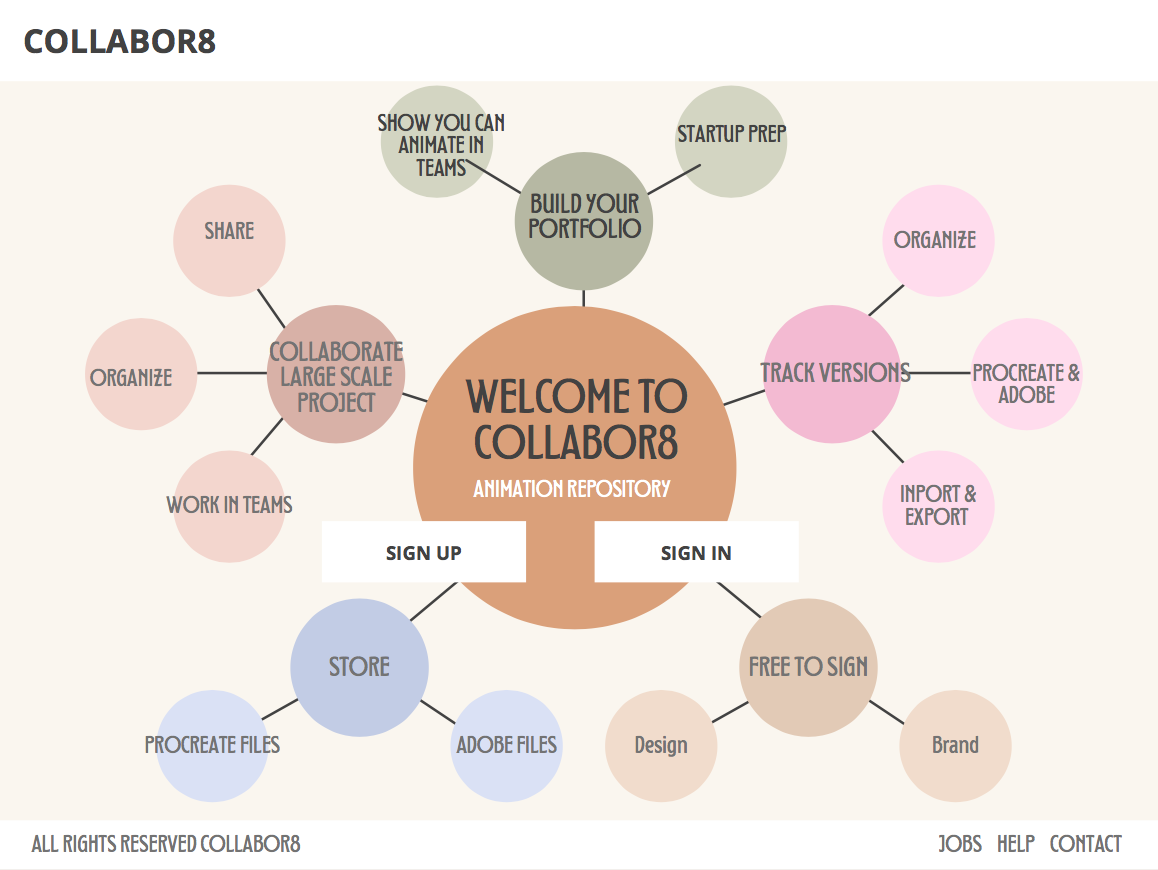 COLLABOR8
SHOW YOU CAN
ANIMATE IN
TEAMS
STARTUP PREP
BUILD YOUR
PORTFOLIO
SHARE
ORGANIZE
COLLABORATE
LARGE SCALE
PROJECT
ORGANIZE
WORK IN TEAMS
TRACK VERSIONS
PROCREATE &
ADOBE
INPORT &
EXPORT
WELCOME TO
COLLABOR8
ANIMATION REPOSITORY
SIGN UP
SIGN IN
STORE
FREE TO SIGN
PROCREATE FILES
ADOBE FILES
Design
Brand
ALL RIGHTS RESERVED COLLABOR8
JOBS HELP CONTACT